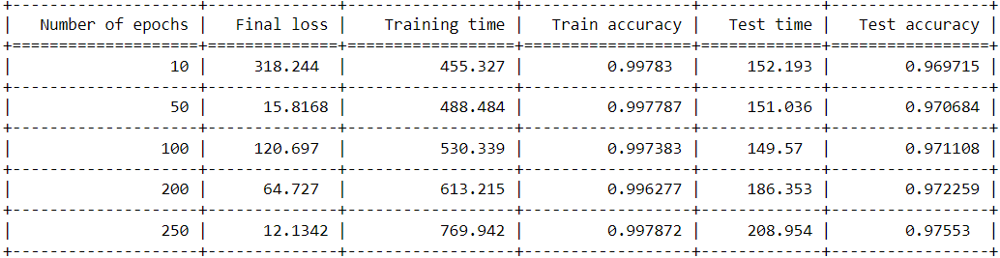 +---------------------+--------------+------------------+-------------------+-------------+-----------------+
|   Number of epochs |   Final loss |   Training time |   Train accuracy |   Test time |   Test accuracy |
+====================+==============+=================+==================+=============+=================+
|                 10 |     318.244  |         455.327 |         0.99783  |     152.193 |        0.969715 |
+--------------------+--------------+-----------------+------------------+-------------+-----------------+
|                 50 |      15.8168 |         488.484 |         0.997787 |     151.036 |        0.970684 |
+--------------------+--------------+-----------------+------------------+-------------+-----------------+
|                100 |     120.697  |         530.339 |         0.997383 |     149.57  |        0.971108 |
+--------------------+--------------+-----------------+------------------+-------------+-----------------+
|                200 |      64.727  |         613.215 |         0.996277 |     186.353 |        0.972259 |
+--------------------+--------------+-----------------+------------------+-------------+-----------------+
|                250 |      12.1342 |         769.942 |         0.997872 |     208.954 |        0.97553  |
+--------------------+--------------+-----------------+------------------+-------------+-----------------+